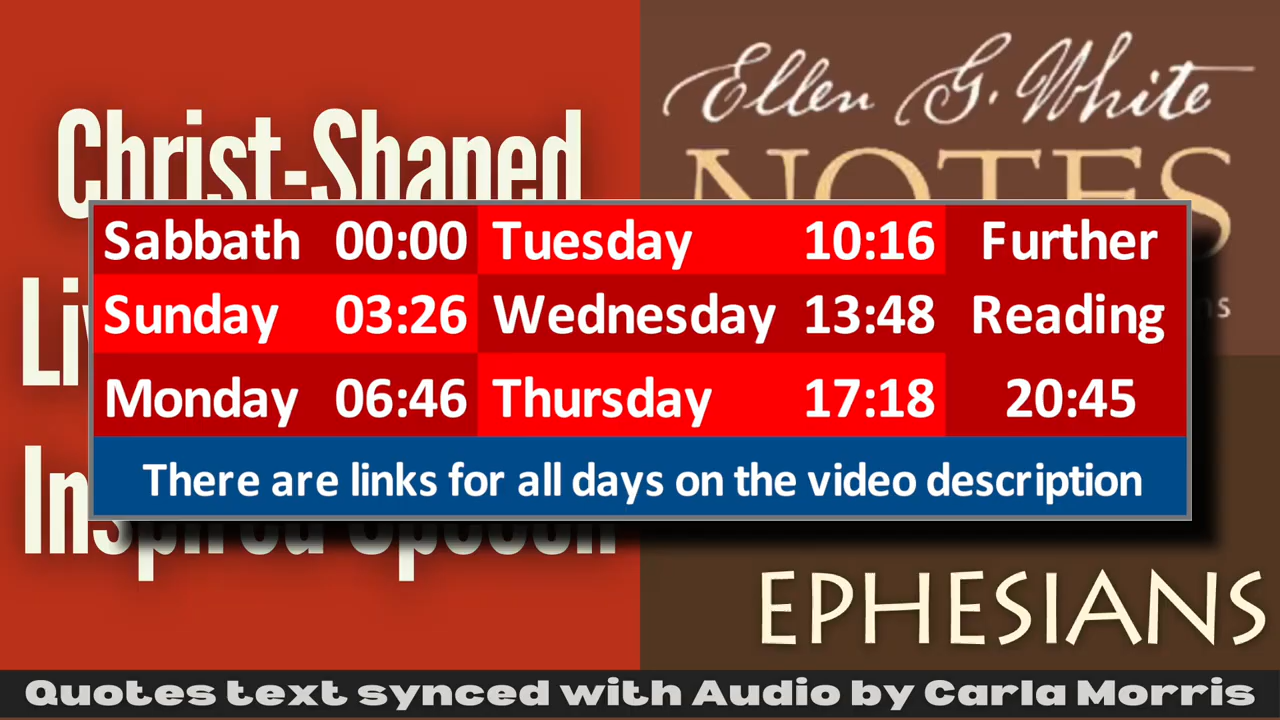 Christ-Shaped
Ellen G. White
NOTES
Sabbath 00:00 Tuesday 10:16 Further
Sunday 03:26 Wednesday 13:48 Reading
Monday 06:46 Thursday 17:18 20:45
There are links for all days on the video description
EPHESIANS
Quotes text synced with Audio by Carla Morris